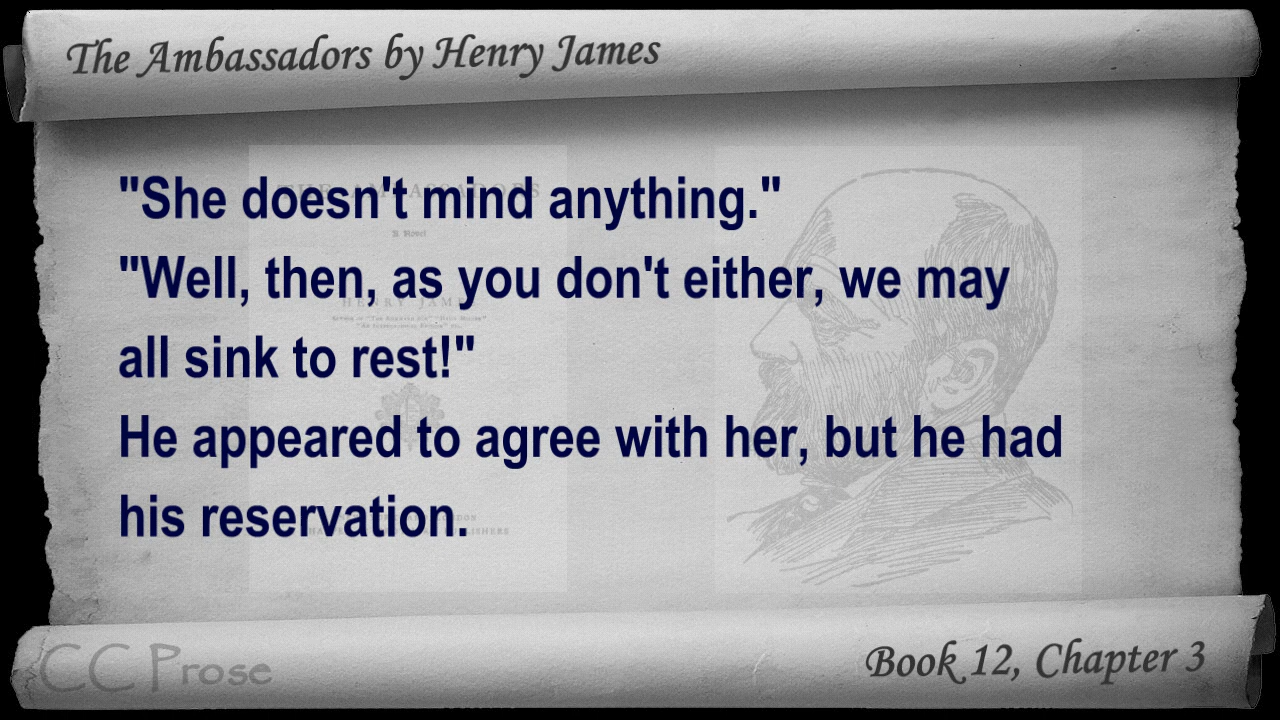 The Ambassadors by Henry James
"She doesn't mind anything."
"Well, then, as you don't either, we may
all sink to rest!"
He appeared to agree with her, but he had
his reservation.
CC Prose
Book 12, Chapter 3